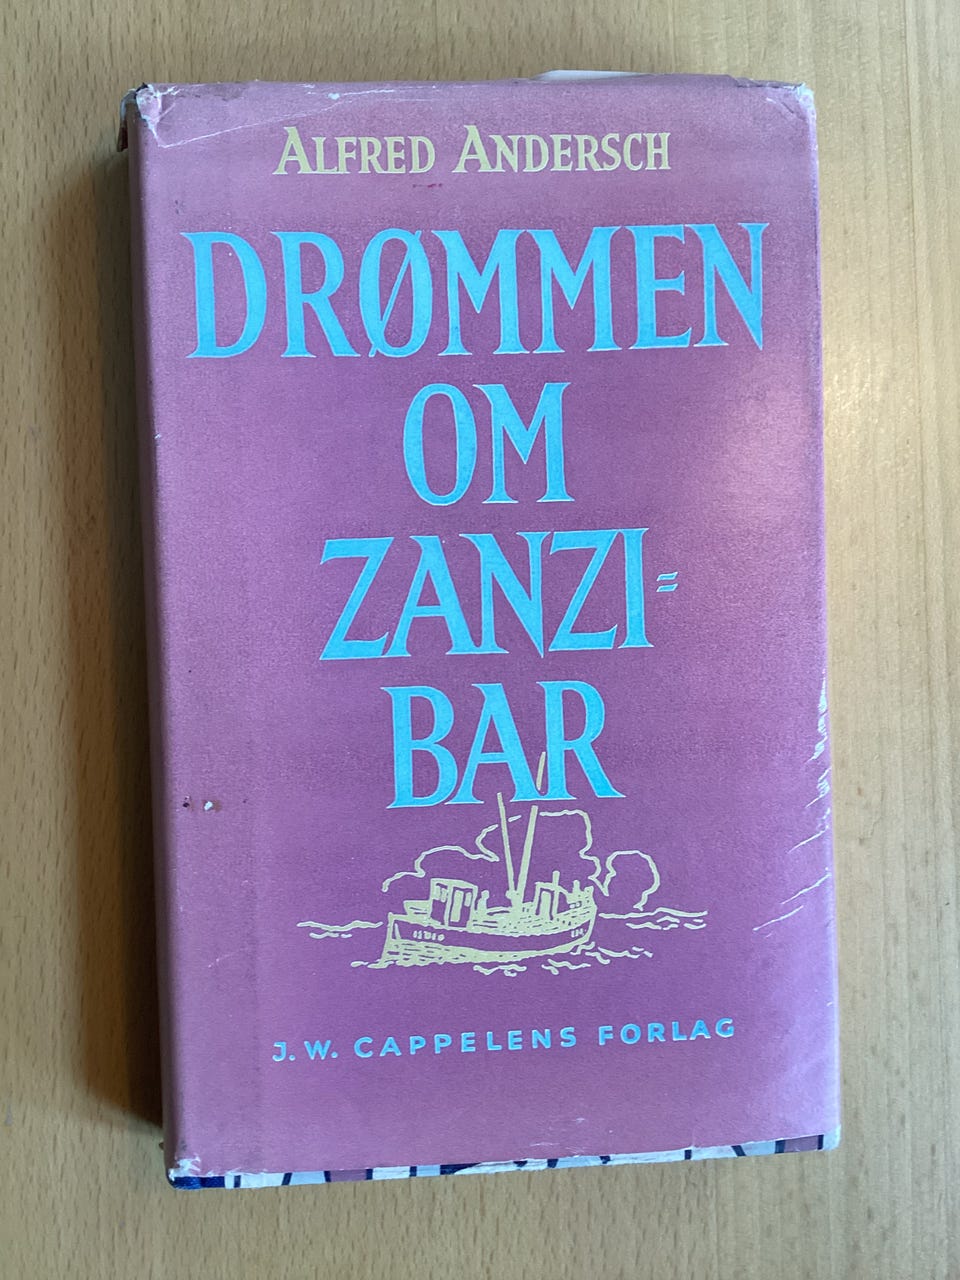 ALFRED ANDERSCH
DRØMMEN
OM
ZANZI=
BAR
J. W. CAPPELENS FORLAG